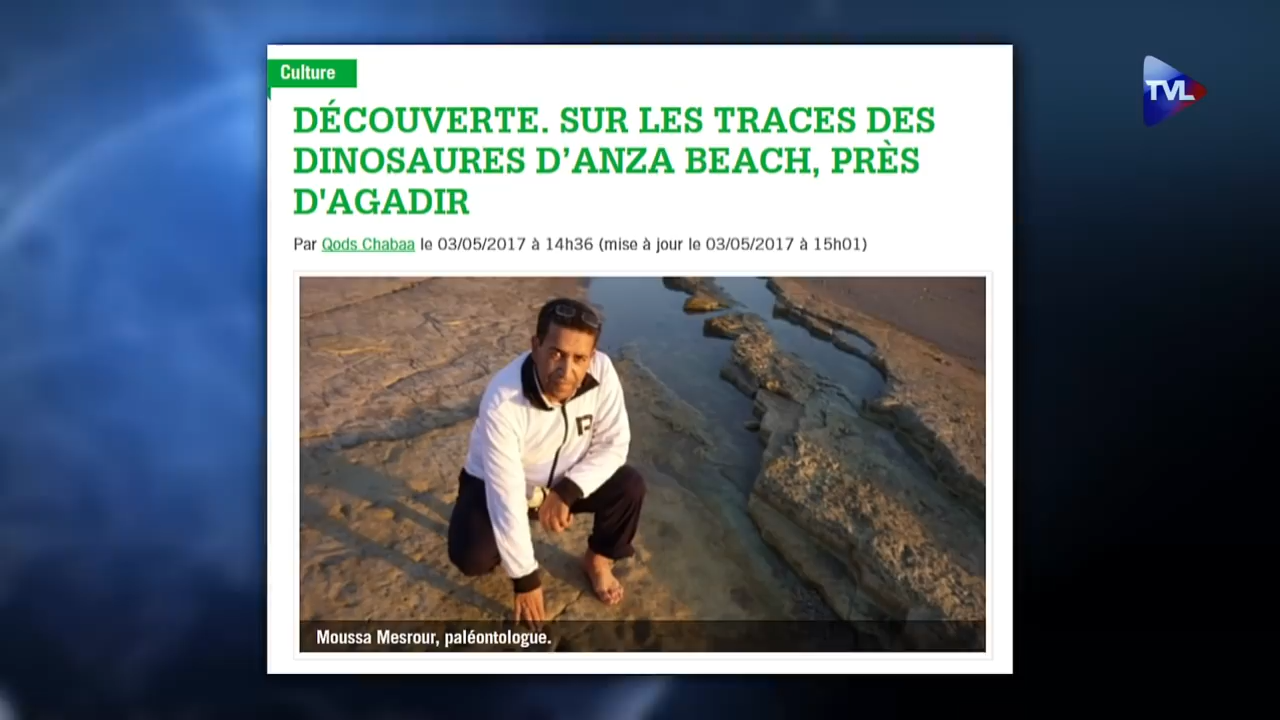 Culture
TVL
DÉCOUVERTE. SUR LES TRACES DES
DINOSAURES D’ANZA BEACH, PRÈS
D'AGADIR
Par Qods Chabaa le 03/05/2017 à 14h36 (mise à jour le 03/05/2017 à 15h01)
Moussa Mesrour, paléontologue.